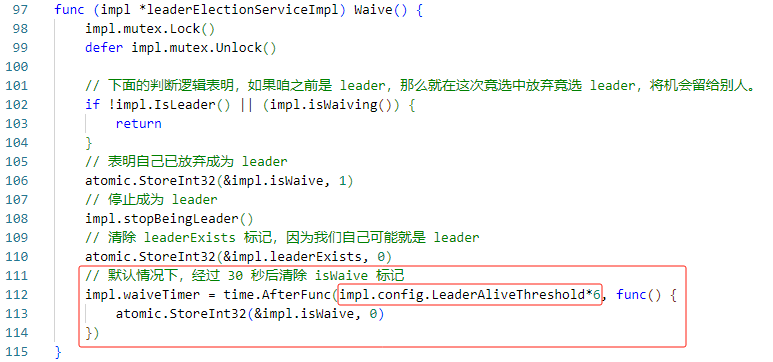 97 func (impl *leaderElectionServiceImpl) Waive() {
98     impl.mutex.Lock()
99     defer impl.mutex.Unlock()
100
101     // 下面的判断逻辑表明，如果咱之前是 leader，那么就在这次竞选中放弃竞选 leader，将机会留给别人。
102     if !impl.IsLeader() || (impl.isWaiving()) {
103         return
104     }
105     // 表明自己已放弃成为 leader
106     atomic.StoreInt32(&impl.isWaive, 1)
107     // 停止成为 leader
108     impl.stopBeingLeader()
109     // 清除 leaderExists 标记，因为我们自己可能就是 leader
110     atomic.StoreInt32(&impl.leaderExists, 0)
111     // 默认情况下，经过 30 秒后清除 isWaive 标记
112     impl.waiveTimer = time.AfterFunc(impl.config.LeaderAliveThreshold*6, func() {
113         atomic.StoreInt32(&impl.isWaive, 0)
114     })
115 }